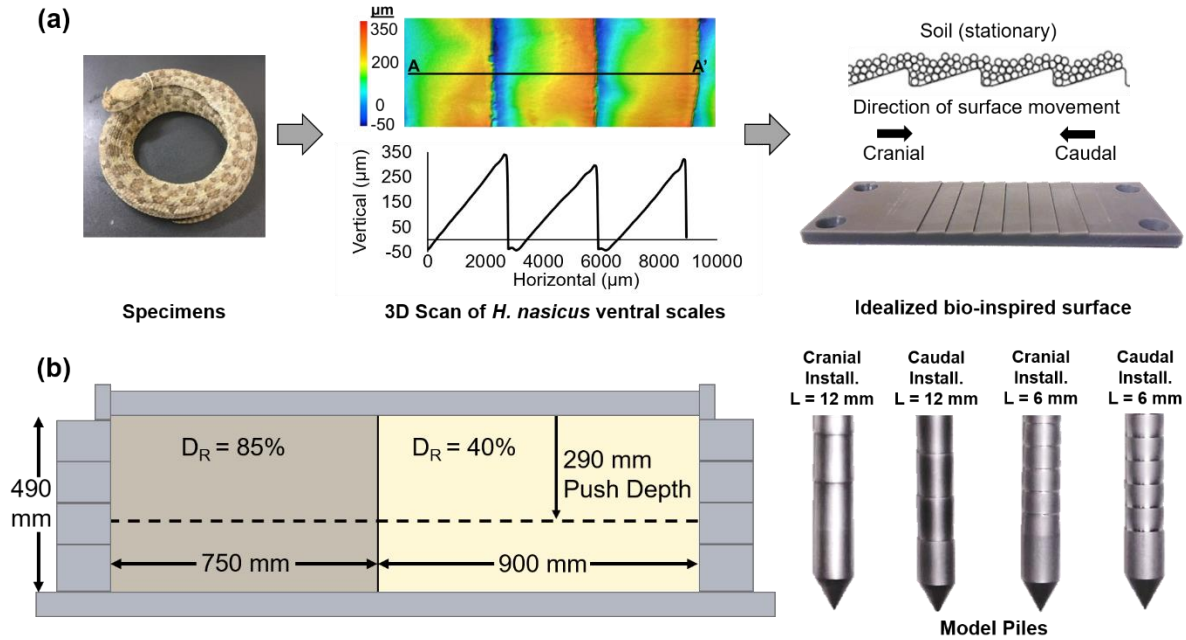 (a)
µm
350
200
0
-50
A
A'
Specimens
350
250
150
50
-50
Vertical (µm)
0
2000
4000
6000
8000
10000
Horizontal (µm)
3D Scan of H. nasicus ventral scales
Soil (stationary)
Direction of surface movement
Cranial
Caudal
Idealized bio-inspired surface
(b)
490
mm
D_R = 85%
D_R = 40%
290 mm
Push Depth
750 mm
900 mm
Cranial
Install.
L = 12 mm
Caudal
Install.
L = 12 mm
Cranial
Install.
L = 6 mm
Caudal
Install.
L = 6 mm
Model Piles